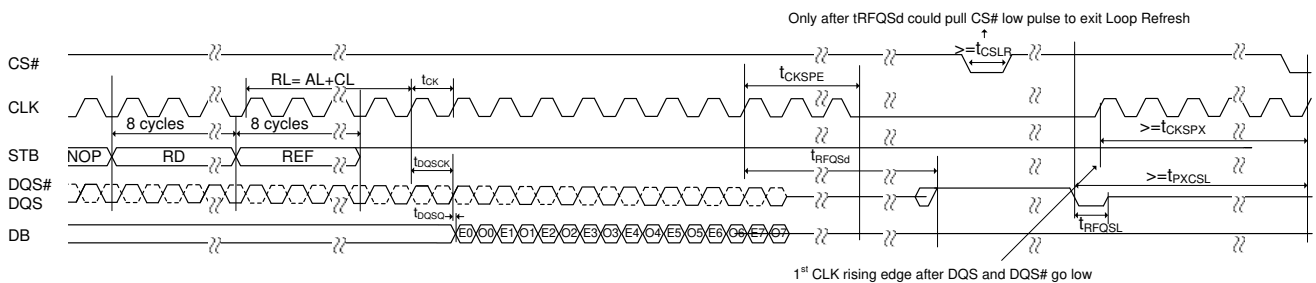 Only after tRFQSd could pull CS# low pulse to exit Loop Refresh
>=tCSLR
CS#
RL= AL+CL
tCK
tCKSPE
CLK
8 cycles
8 cycles
>=tCKSPX
STB
NOP
RD
REF
tRFQSd
tDQSCK
DQS#
DQS
>=tPXCSL
tDQSQ
tRFQSL
DB
E0 O0 E1 O1 E2 O2 E3 O3 E4 O4 E5 O5 E6 O6 E7 O7
1st CLK rising edge after DQS and DQS# go low